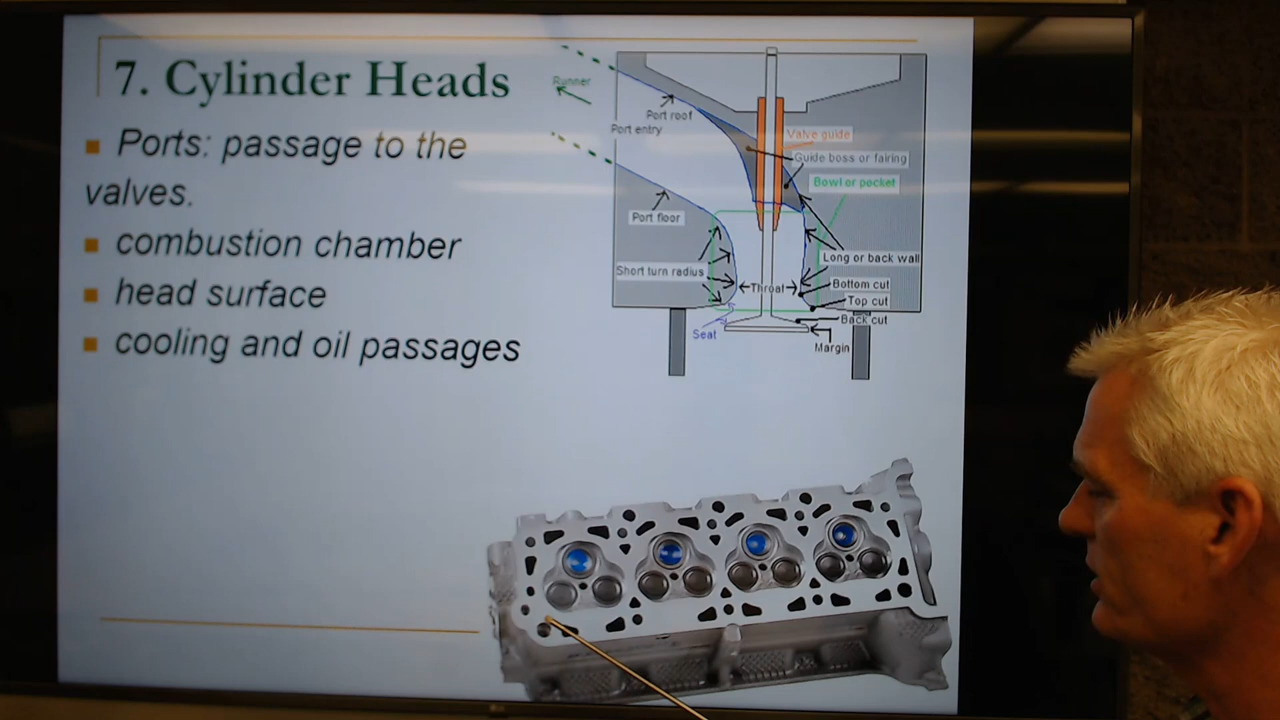 7. Cylinder Heads
Ports: passage to the
valves.
combustion chamber
head surface
cooling and oil passages
Runner
Port roof
Port entry
Valve guide
Guide boss or fairing
Bowl or pocket
Port floor
Long or back wall
Short turn radius
Throat
Bottom cut
Top cut
Back cut
Seat
Margin